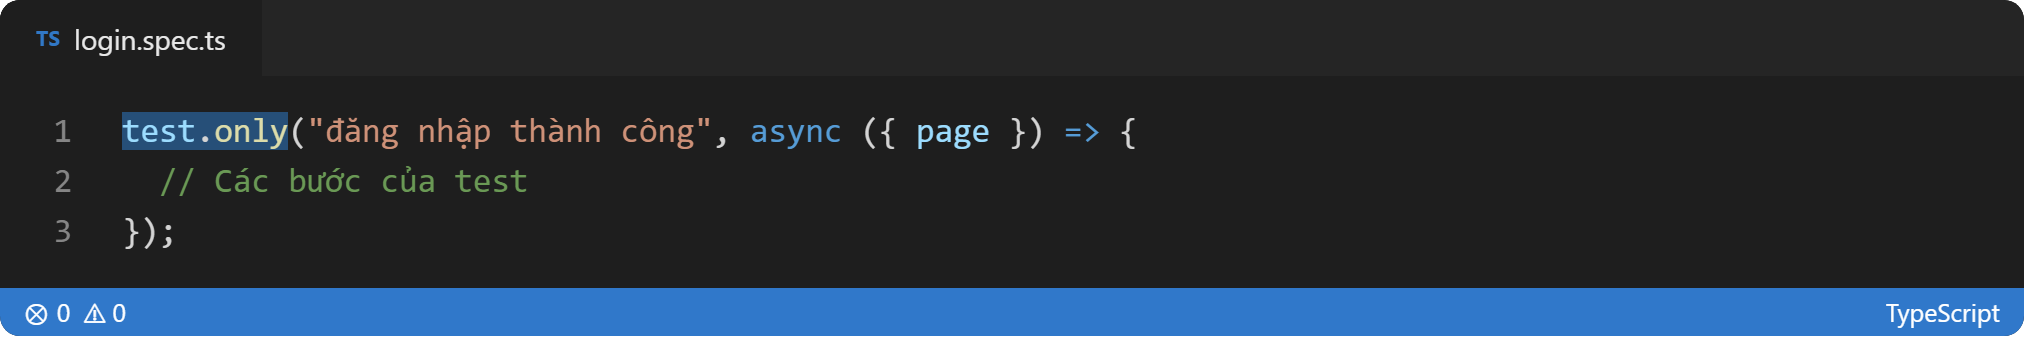 TS login.spec.ts
1 test.only("đăng nhập thành công", async ({ page }) => {
2 // Các bước của test
3 });
0 0 TypeScript